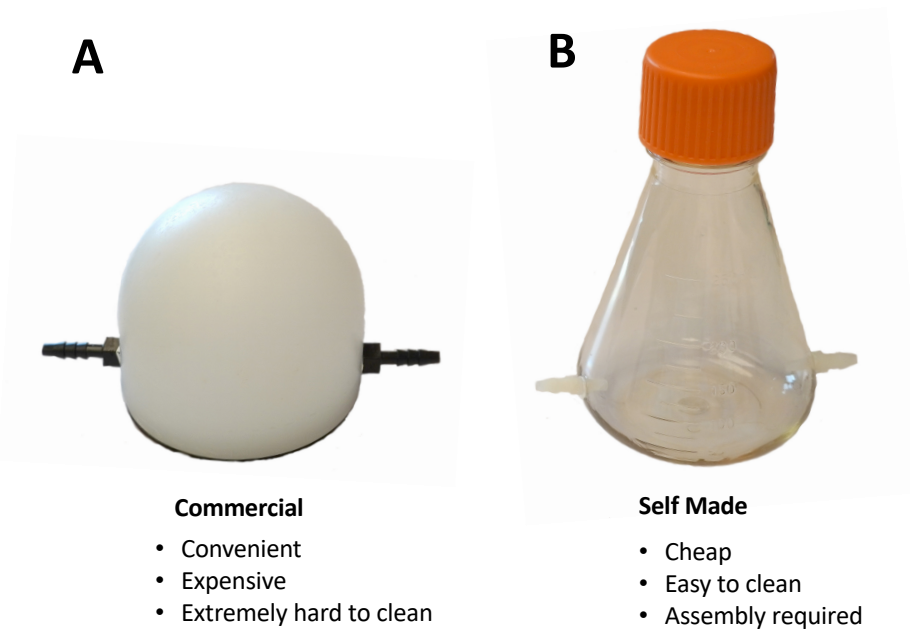 A
B
Commercial
• Convenient
• Expensive
• Extremely hard to clean
Self Made
• Cheap
• Easy to clean
• Assembly required